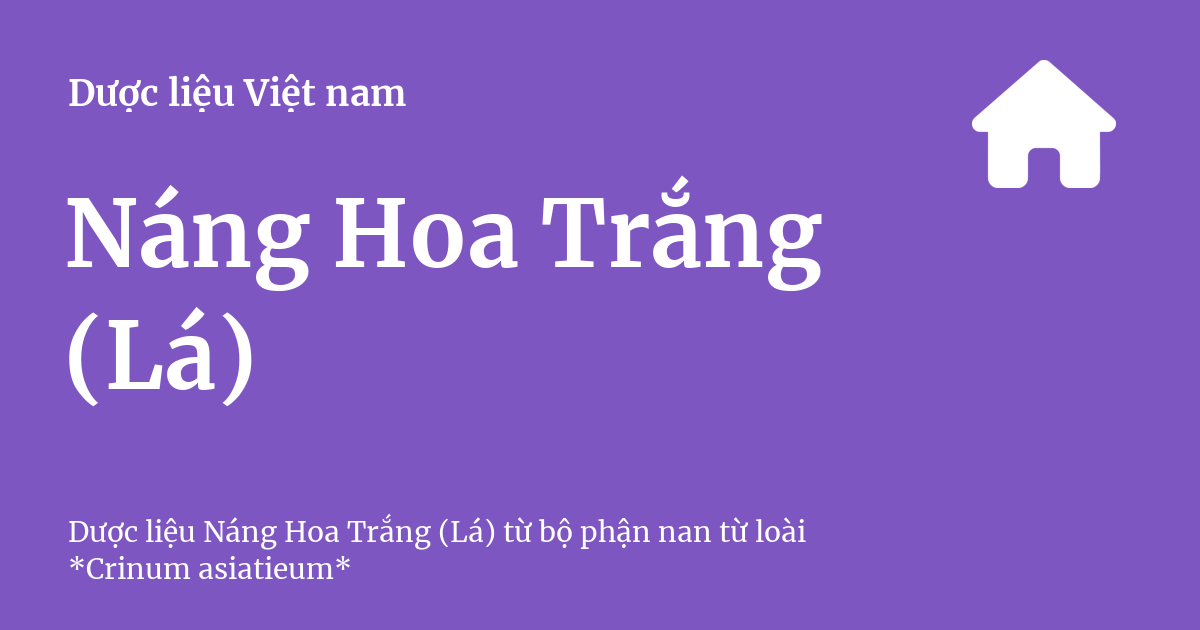 Dược liệu Việt nam
Náng Hoa Trắng
(Lá)
Dược liệu Náng Hoa Trắng (Lá) từ bộ phận nan từ loài
*Crinum asiatieum*